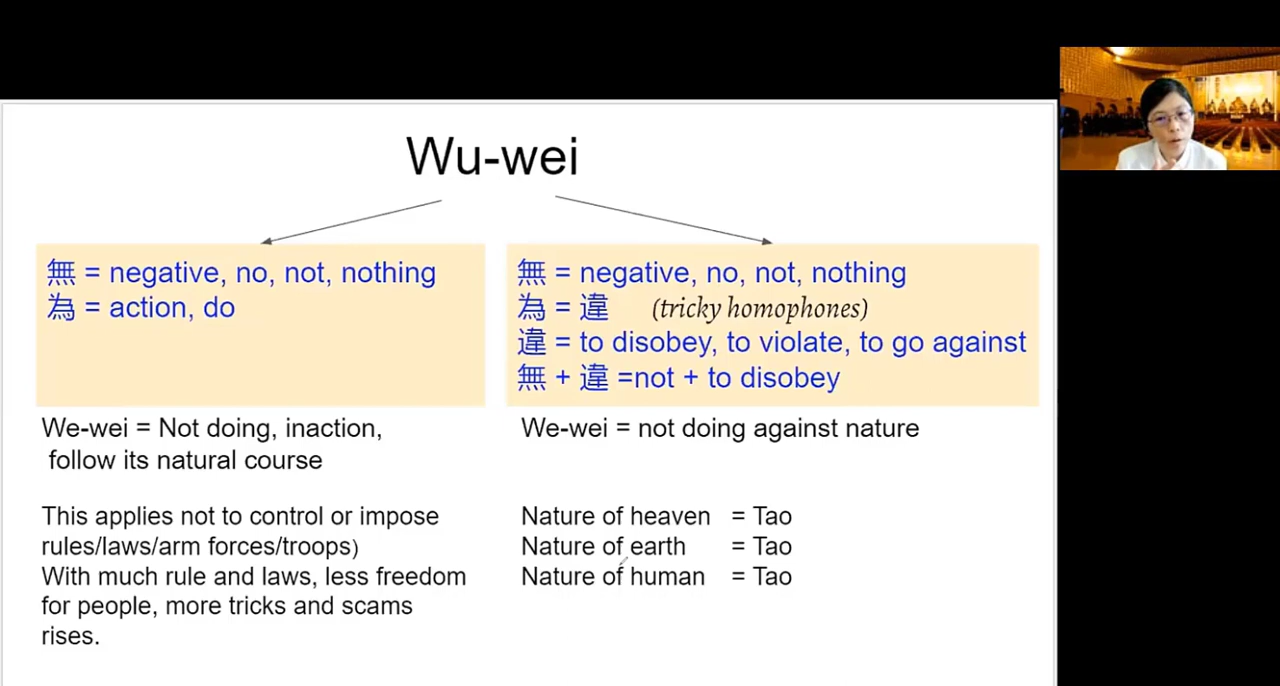 Wu-wei
無 = negative, no, not, nothing
為 = action, do
We-wei = Not doing, inaction,
follow its natural course
This applies not to control or impose
rules/laws/arm forces/troops)
With much rule and laws, less freedom
for people, more tricks and scams
rises.
無 = negative, no, not, nothing
為 = 違 (tricky homophones)
違 = to disobey, to violate, to go against
無 + 違 =not + to disobey
We-wei = not doing against nature
Nature of heaven = Tao
Nature of earth = Tao
Nature of human = Tao